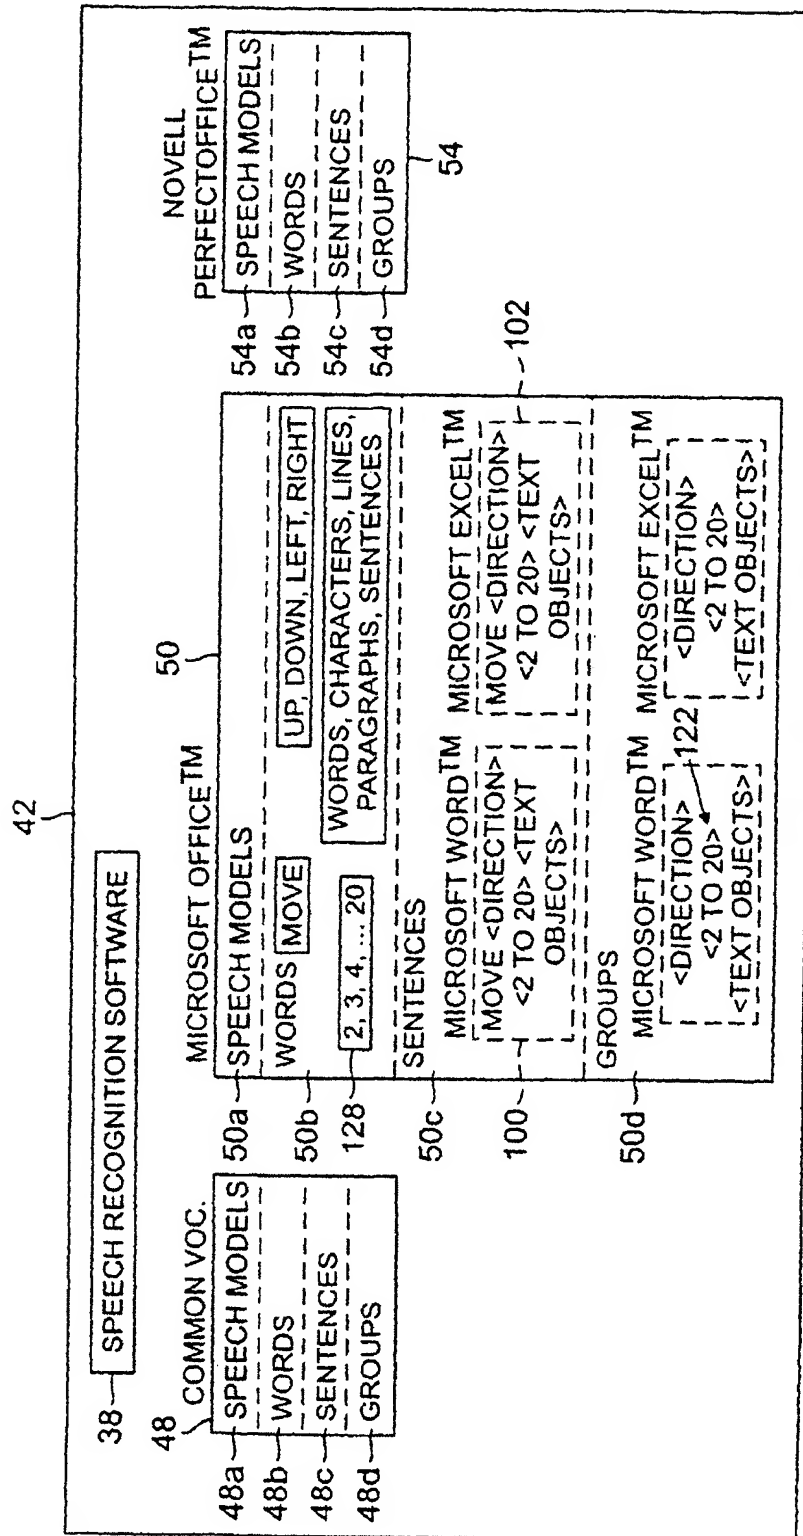 42
38
SPEECH RECOGNITION SOFTWARE
48
COMMON VOC.
48a
SPEECH MODELS
48b
WORDS
48c
SENTENCES
48d
GROUPS
MICROSOFT OFFICE™
50
50a
SPEECH MODELS
50b
WORDS
MOVE
UP, DOWN, LEFT, RIGHT
128
2, 3, 4, ... 20
WORDS, CHARACTERS, LINES,
PARAGRAPHS, SENTENCES
50c
SENTENCES
MICROSOFT WORD™
100
MOVE <DIRECTION>
<2 TO 20> <TEXT
OBJECTS>
MICROSOFT EXCEL™
MOVE <DIRECTION>
<2 TO 20> <TEXT
OBJECTS>
102
50d
GROUPS
MICROSOFT WORD™
<DIRECTION>
<2 TO 20>
<TEXT OBJECTS>
122
MICROSOFT EXCEL™
<DIRECTION>
<2 TO 20>
<TEXT OBJECTS>
NOVELL
PERFECTOFFICE™
54a
SPEECH MODELS
54b
WORDS
54c
SENTENCES
54d
GROUPS
54